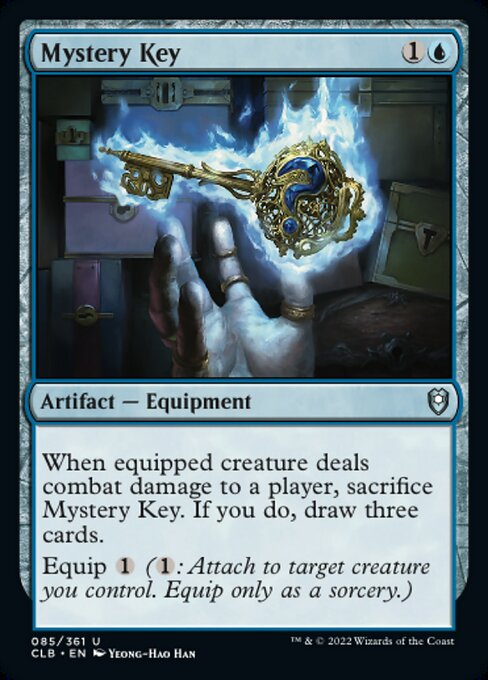 Mystery Key 1
Artifact — Equipment
When equipped creature deals
combat damage to a player, sacrifice
Mystery Key. If you do, draw three
cards.
Equip 1 (1: Attach to target creature
you control. Equip only as a sorcery.)
085/361 U
CLB • EN Yeong-Hao Han
™ & © 2022 Wizards of the Coast